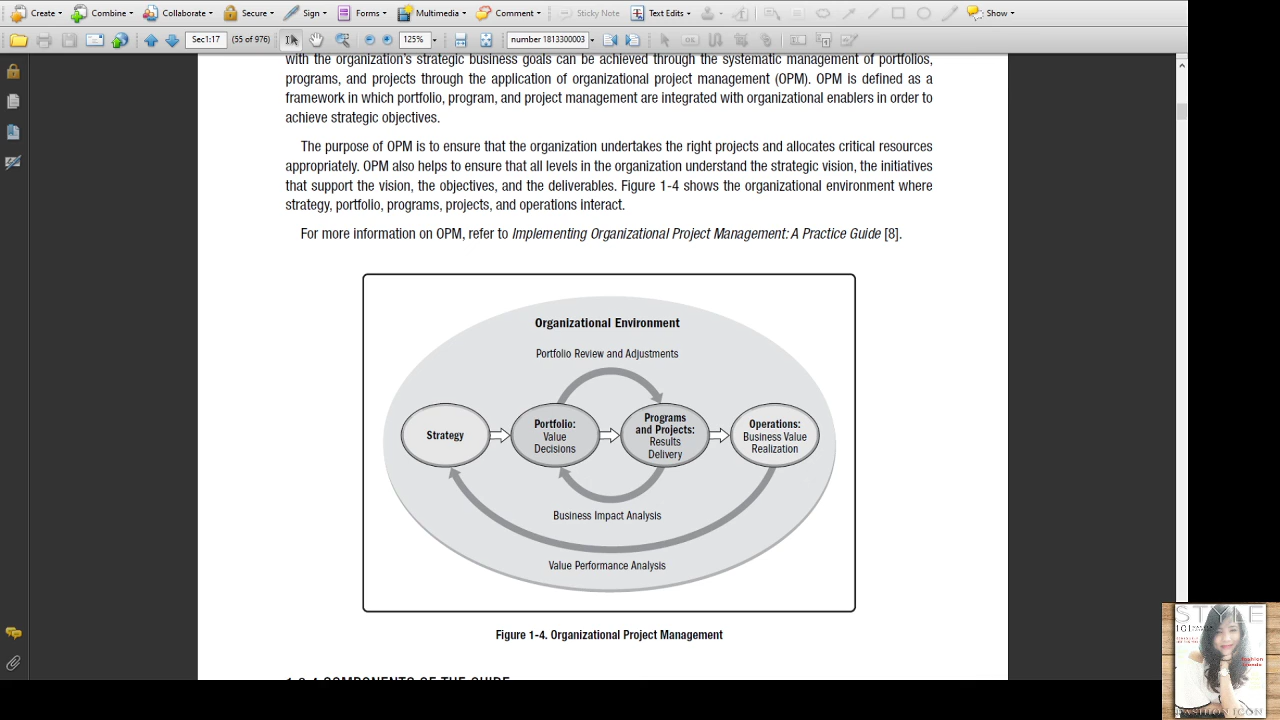 Create Combine Collaborate Secure Sign Forms Multimedia Comment Sticky Note Text Edits Show
Sec1:17 (55 of 976) 125% number 1813300003
with the organization's strategic business goals can be achieved through the systematic management of portfolios,
programs, and projects through the application of organizational project management (OPM). OPM is defined as a
framework in which portfolio, program, and project management are integrated with organizational enablers in order to
achieve strategic objectives.
The purpose of OPM is to ensure that the organization undertakes the right projects and allocates critical resources
appropriately. OPM also helps to ensure that all levels in the organization understand the strategic vision, the initiatives
that support the vision, the objectives, and the deliverables. Figure 1-4 shows the organizational environment where
strategy, portfolio, programs, projects, and operations interact.
For more information on OPM, refer to Implementing Organizational Project Management: A Practice Guide [8].
Organizational Environment
Portfolio Review and Adjustments
Strategy
Portfolio:
Value
Decisions
Programs
and Projects:
Results
Delivery
Operations:
Business Value
Realization
Business Impact Analysis
Value Performance Analysis
Figure 1-4. Organizational Project Management
COMPONENTS OF THE GUIDE
STYLE
101
Fashion
FASHION ICON